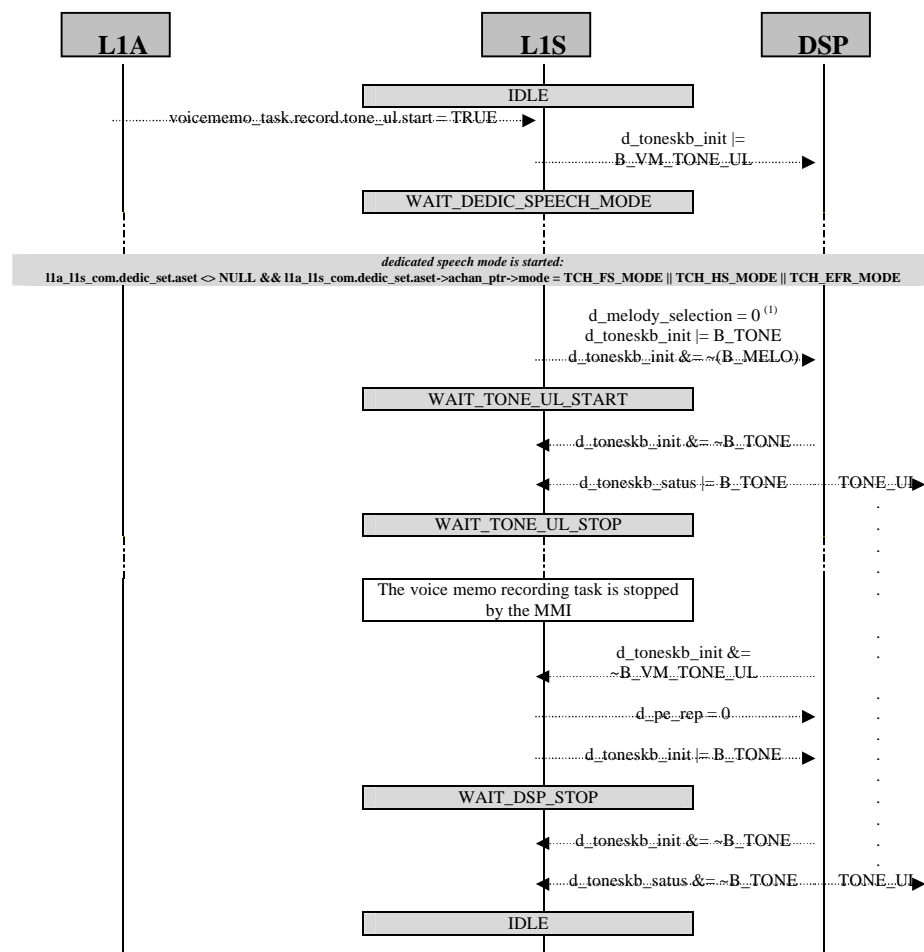 L1A L1S DSP
IDLE
voicememo_task.record.tone_ul.start = TRUE
d_toneskb_init |=
B_VM_TONE_UL
WAIT_DEDIC_SPEECH_MODE
dedicated speech mode is started:
l1a_l1s_com.dedic_set.aset <> NULL && l1a_l1s_com.dedic_set.aset->achan_ptr->mode = TCH_FS_MODE || TCH_HS_MODE || TCH_EFR_MODE
d_melody_selection = 0 (1)
d_toneskb_init |= B_TONE
d_toneskb_init &= ~(B_MELO)
WAIT_TONE_UL_START
d_toneskb_init &= ~B_TONE
d_toneskb_satus |= B_TONE TONE_UL
WAIT_TONE_UL_STOP
The voice memo recording task is stopped
by the MMI
d_toneskb_init &=
~B_VM_TONE_UL
d_pe_rep = 0
d_toneskb_init |= B_TONE
WAIT_DSP_STOP
d_toneskb_init &= ~B_TONE
d_toneskb_satus &= ~B_TONE TONE_UL
IDLE